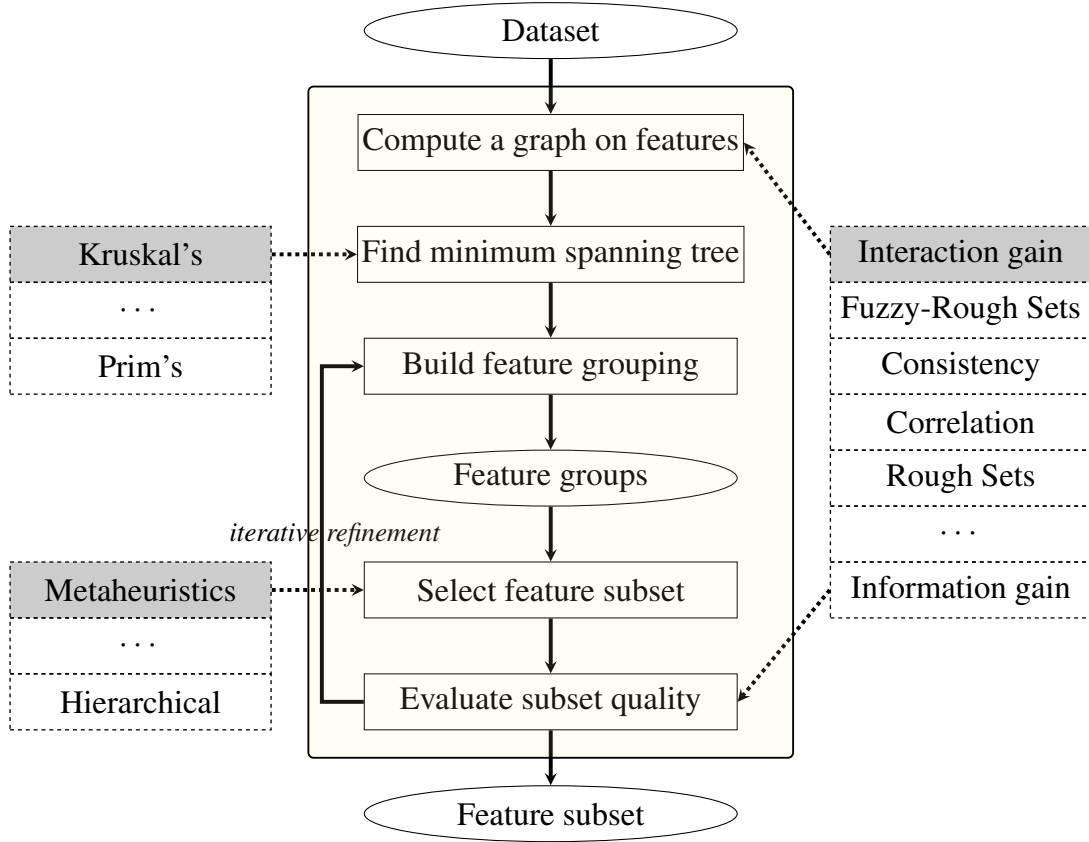 Dataset
Compute a graph on features
Kruskal's
Find minimum spanning tree
Interaction gain
. . .
Fuzzy-Rough Sets
Prim's
Build feature grouping
Consistency
Correlation
Feature groups
Rough Sets
iterative refinement
. . .
Metaheuristics
Select feature subset
Information gain
. . .
Hierarchical
Evaluate subset quality
Feature subset